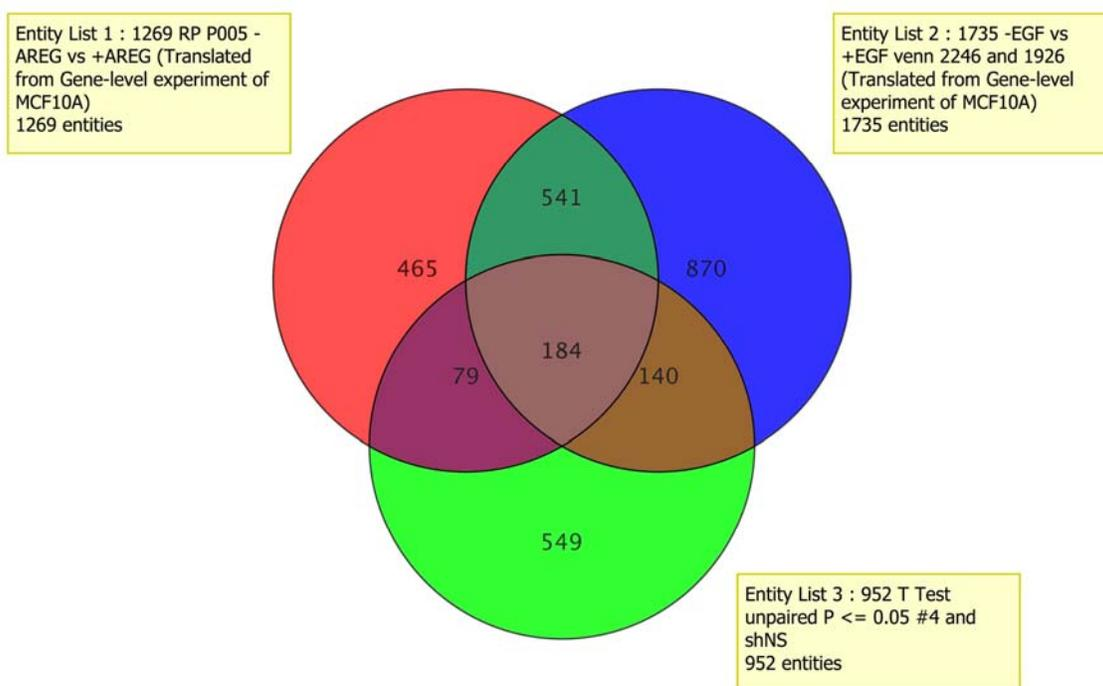 Entity List 1 : 1269 RP P005 -
AREG vs +AREG (Translated
from Gene-level experiment of
MCF10A)
1269 entities
Entity List 2 : 1735 -EGF vs
+EGF venn 2246 and 1926
(Translated from Gene-level
experiment of MCF10A)
1735 entities
541
465
870
184
79
140
549
Entity List 3 : 952 T Test
unpaired P <= 0.05 #4 and
shNS
952 entities